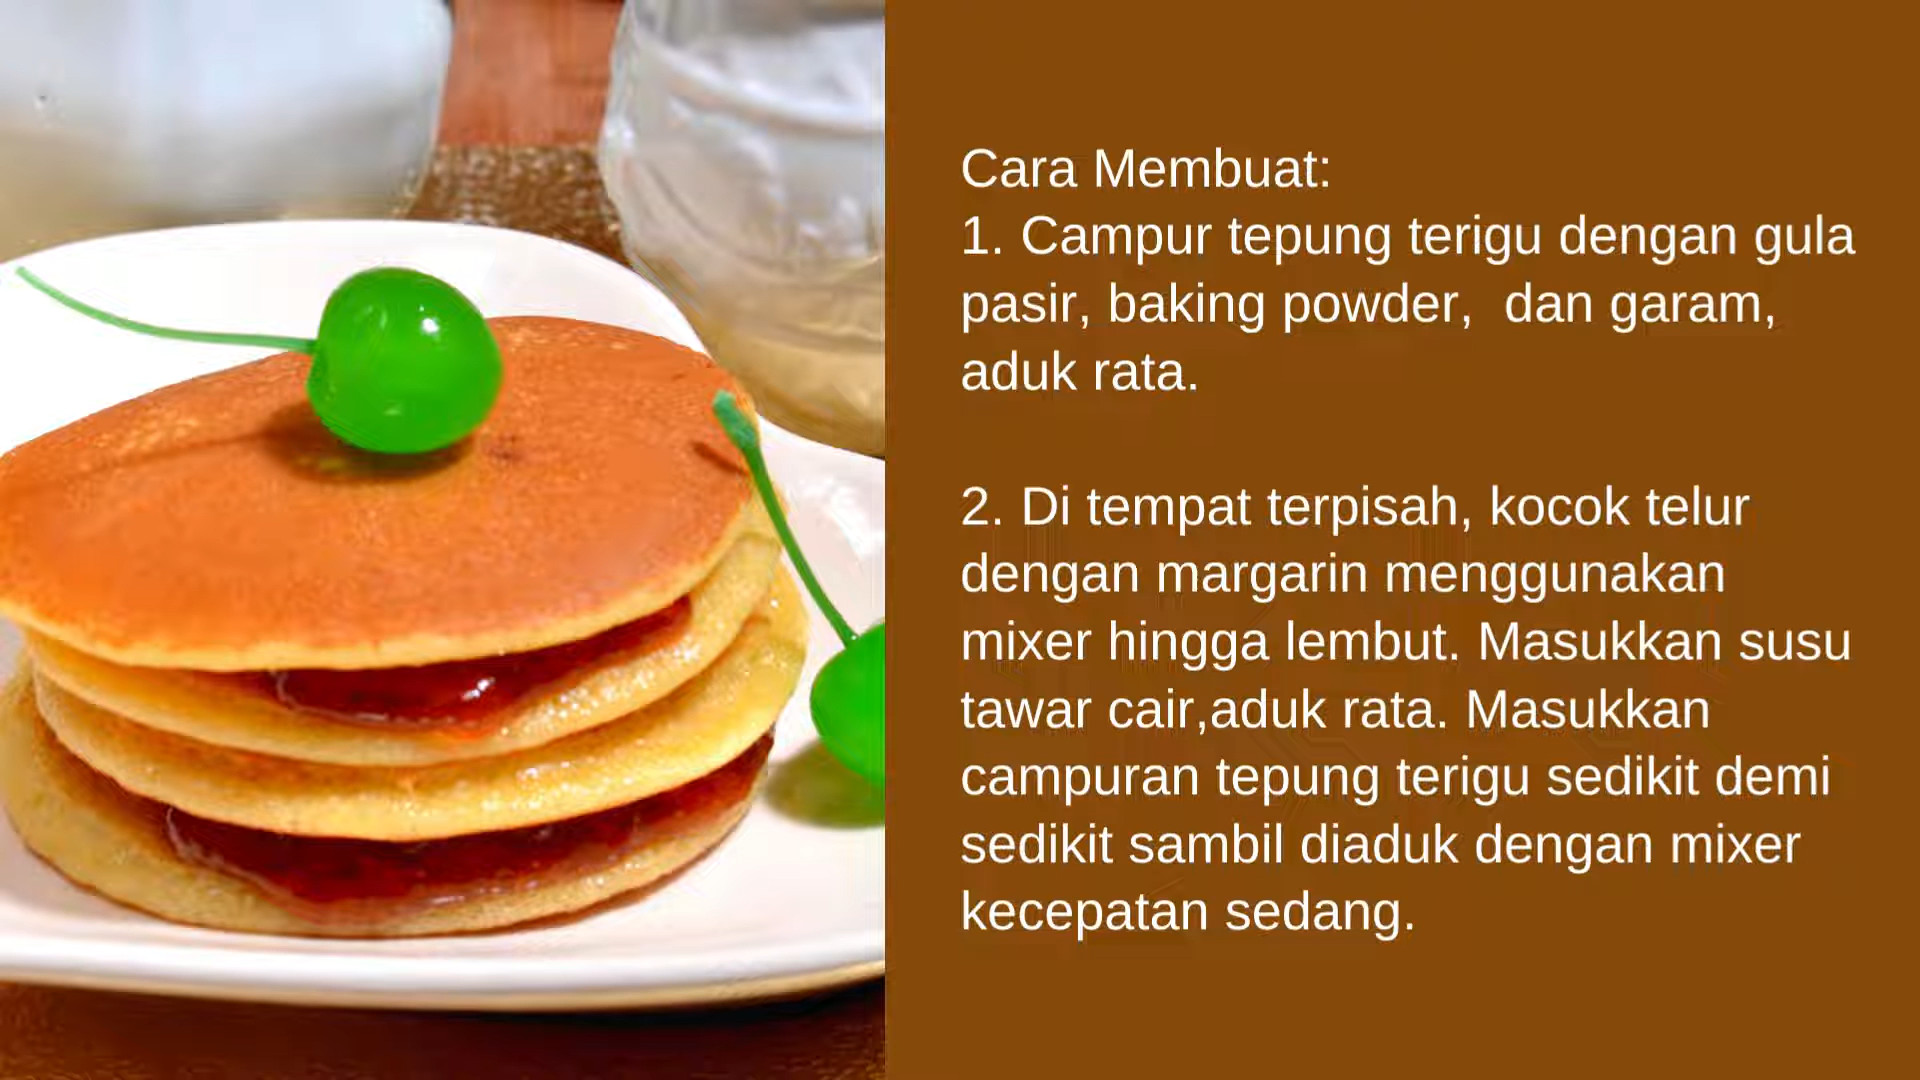 Cara Membuat:
1. Campur tepung terigu dengan gula
pasir, baking powder,  dan garam,
aduk rata.
2. Di tempat terpisah, kocok telur
dengan margarin menggunakan
mixer hingga lembut. Masukkan susu
tawar cair,aduk rata. Masukkan
campuran tepung terigu sedikit demi
sedikit sambil diaduk dengan mixer
kecepatan sedang.